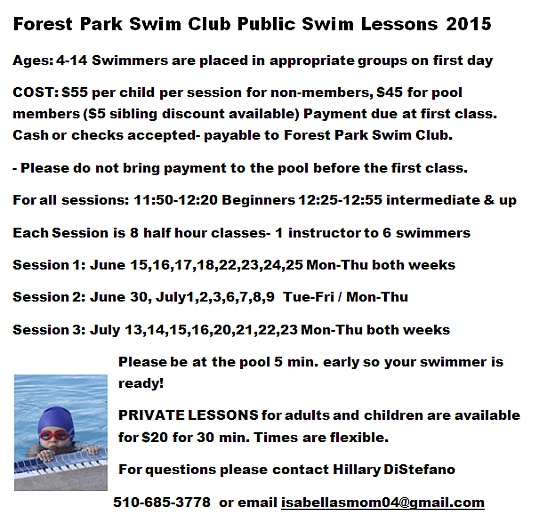 Forest Park Swim Club Public Swim Lessons 2015
Ages: 4-14 Swimmers are placed in appropriate groups on first day
COST: $55 per child per session for non-members, $45 for pool
members ($5 sibling discount available) Payment due at first class.
Cash or checks accepted- payable to Forest Park Swim Club.
- Please do not bring payment to the pool before the first class.
For all sessions: 11:50-12:20 Beginners 12:25-12:55 intermediate & up
Each Session is 8 half hour classes- 1 instructor to 6 swimmers
Session 1: June 15,16,17,18,22,23,24,25 Mon-Thu both weeks
Session 2: June 30, July1,2,3,6,7,8,9 Tue-Fri / Mon-Thu
Session 3: July 13,14,15,16,20,21,22,23 Mon-Thu both weeks
Please be at the pool 5 min. early so your swimmer is
ready!
PRIVATE LESSONS for adults and children are available
for $20 for 30 min. Times are flexible.
For questions please contact Hillary DiStefano
510-685-3778 or email isabellasmom04@gmail.com